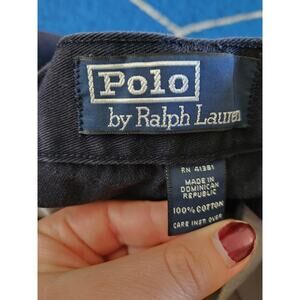 Polo
by Ralph Lauren
RN 41381
MADE IN
DOMINICAN
REPUBLIC
100% COTTON
CARE INST OVER